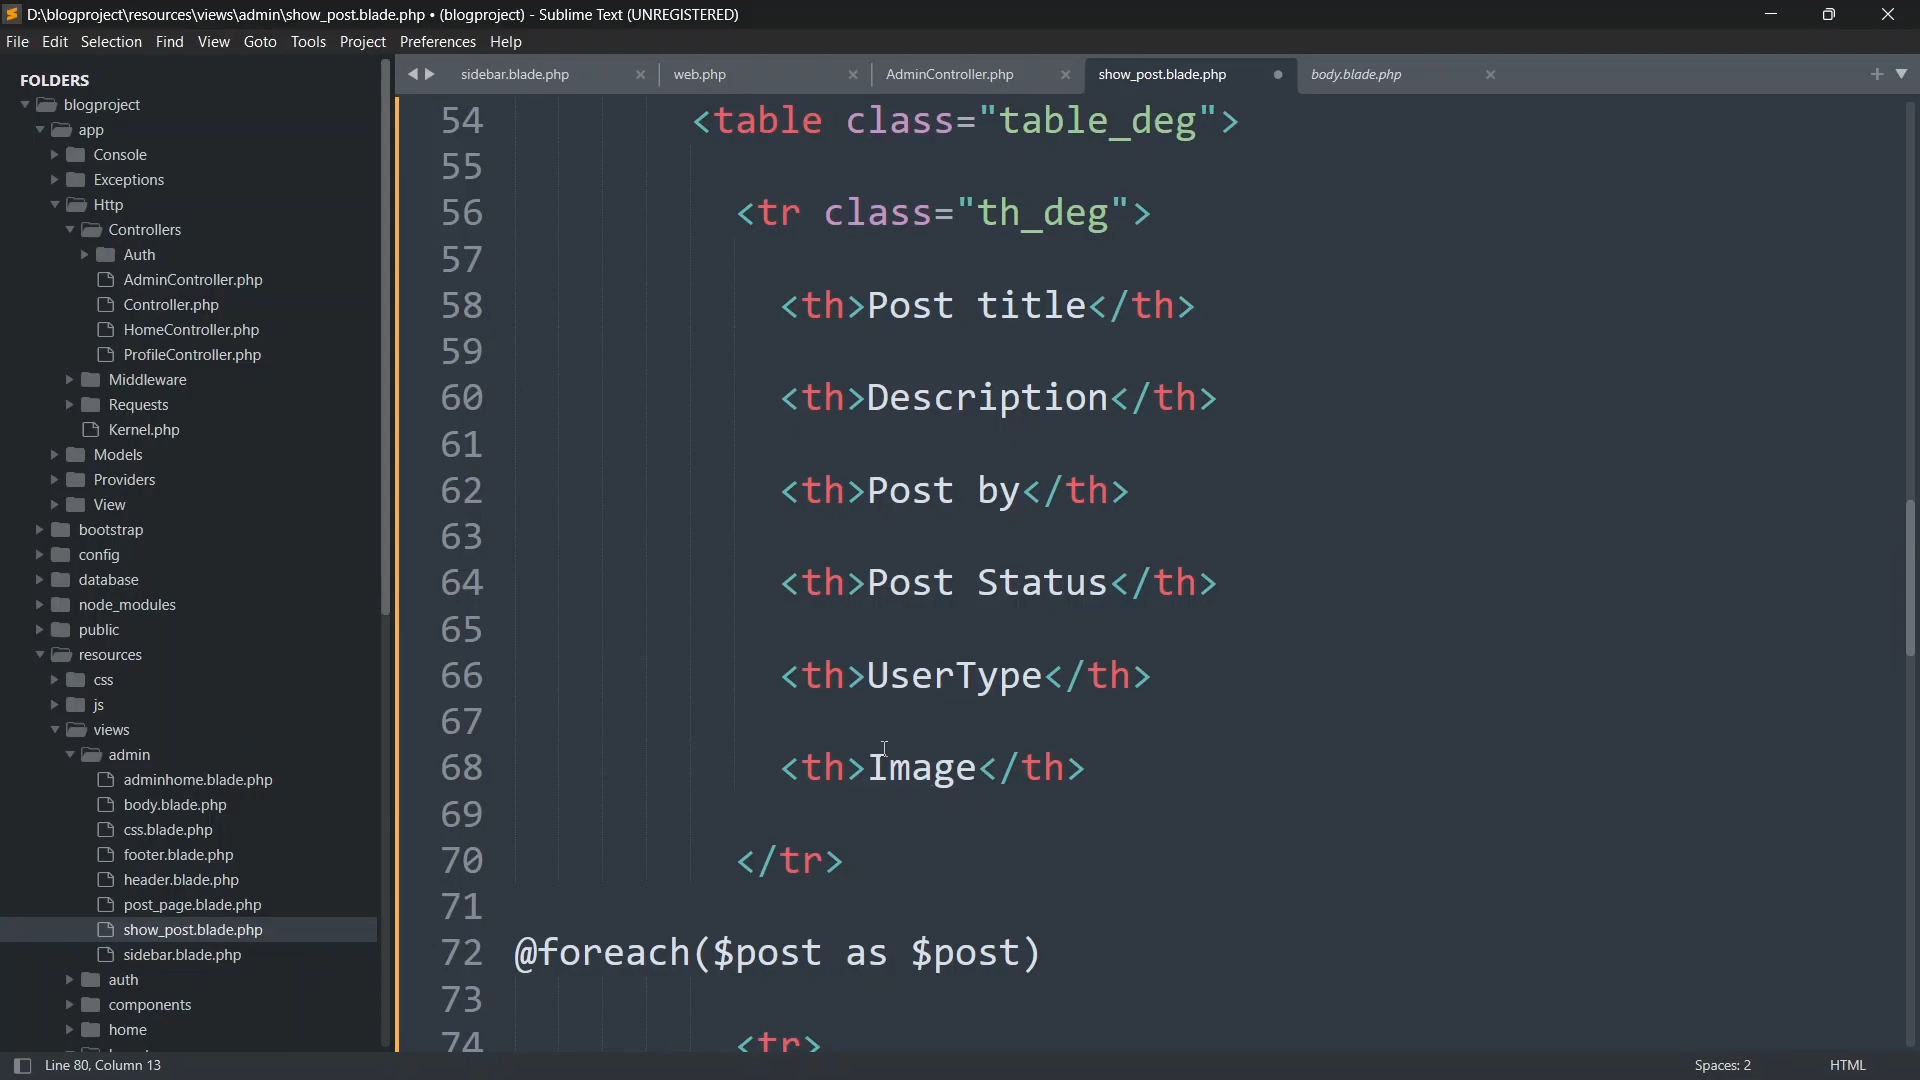 D:\blogproject\resources\views\admin\show_post.blade.php • (blogproject) - Sublime Text (UNREGISTERED)
File Edit Selection Find View Goto Tools Project Preferences Help
FOLDERS
blogproject
app
Console
Exceptions
Http
Controllers
Auth
AdminController.php
Controller.php
HomeController.php
ProfileController.php
Middleware
Requests
Kernel.php
Models
Providers
View
bootstrap
config
database
node_modules
public
resources
css
js
views
admin
adminhome.blade.php
body.blade.php
css.blade.php
footer.blade.php
header.blade.php
post_page.blade.php
show_post.blade.php
sidebar.blade.php
auth
components
home
sidebar.blade.php web.php AdminController.php show_post.blade.php body.blade.php
54 <table class="table_deg">
55
56 <tr class="th_deg">
57
58 <th>Post title</th>
59
60 <th>Description</th>
61
62 <th>Post by</th>
63
64 <th>Post Status</th>
65
66 <th>UserType</th>
67
68 <th>Image</th>
69
70 </tr>
71
72 @foreach($post as $post)
73
74 <tr>
Line 80, Column 13 Spaces: 2 HTML